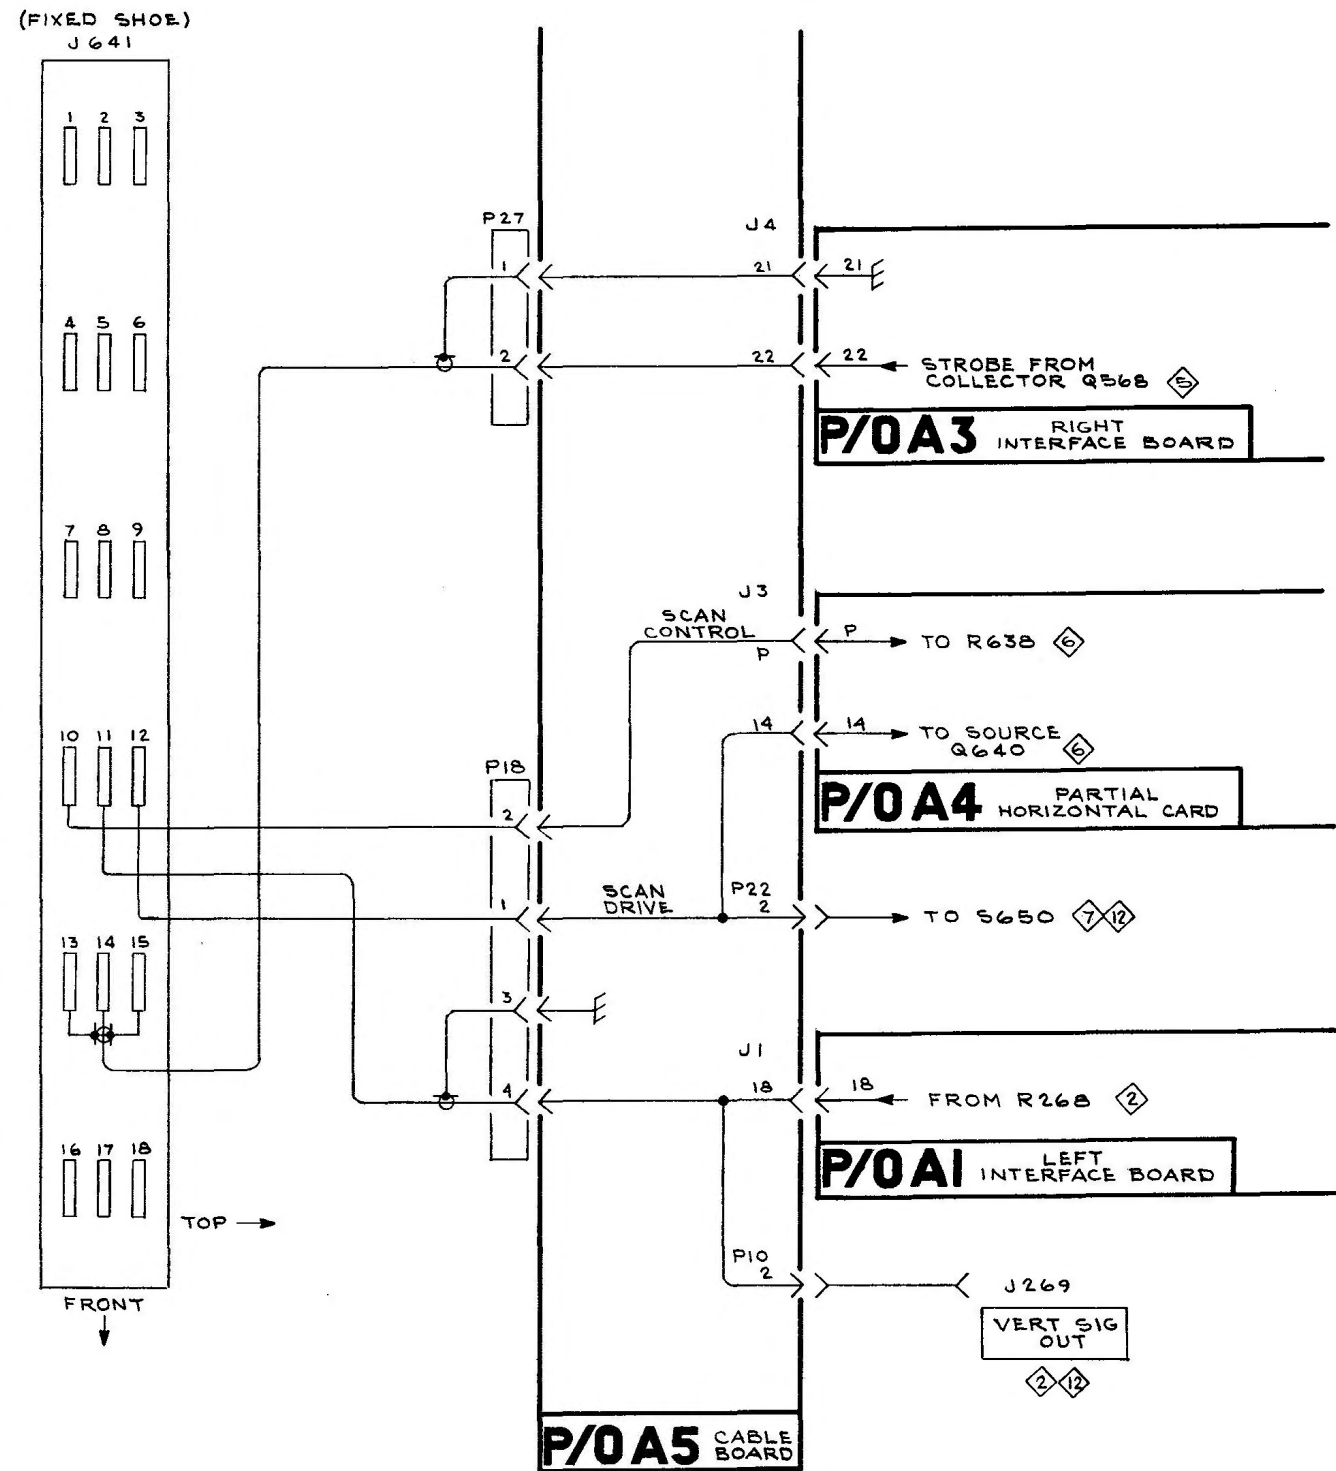 (FIXED SHOE)
J641
1 2 3
4 5 6
7 8 9
10 11 12
13 14 15
16 17 18
TOP
FRONT
P27
1
2
J4
21 21
22 22
STROBE FROM
COLLECTOR Q568 5
P/O A3 RIGHT
INTERFACE BOARD
J3
SCAN
CONTROL
P P
TO R638 6
14 14
TO SOURCE
Q640 6
P/O A4 PARTIAL
HORIZONTAL CARD
P18
2
1
3
4
SCAN
DRIVE
P22
2
TO S650 7 12
J1
18 18
FROM R268 2
P/O A1 LEFT
INTERFACE BOARD
P10
2
J269
VERT SIG
OUT
2 12
P/O A5 CABLE
BOARD